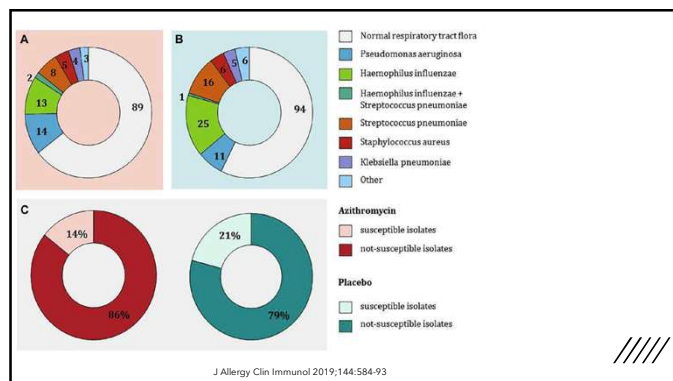 A
3
4
5
8
2
13
14
89
B
6
5
6
16
1
25
11
94
Normal respiratory tract flora
Pseudomonas aeruginosa
Haemophilus influenzae
Haemophilus influenzae +
Streptococcus pneumoniae
Streptococcus pneumoniae
Staphylococcus aureus
Klebsiella pneumoniae
Other
C
14%
86%
21%
79%
Azithromycin
susceptible isolates
not-susceptible isolates
Placebo
susceptible isolates
not-susceptible isolates
J Allergy Clin Immunol 2019;144:584-93